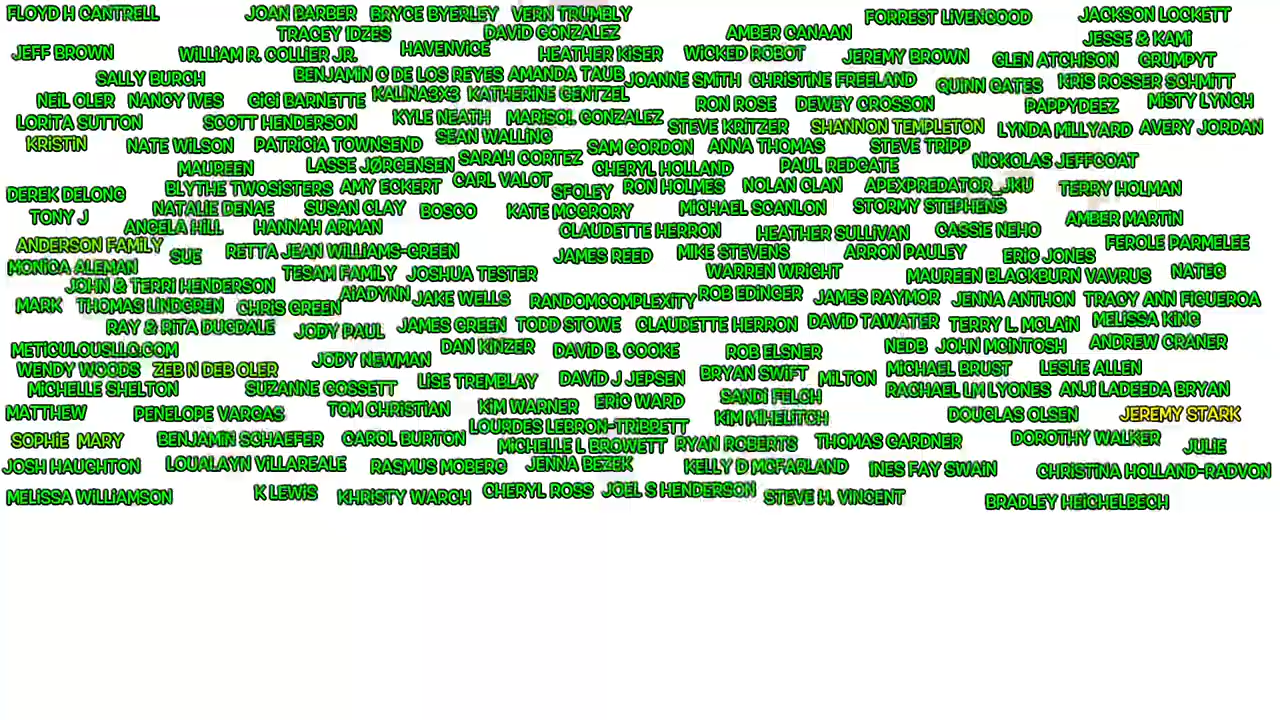 FLOYD H CANTRELL JOAN BARBER BRYCE BYERLEY VERN TRUMBLY FORREST LIVENGOOD JACKSON LOCKETT
TRACEY IDZES DAVID GONZALEZ AMBER CANAAN JESSE & KAMI
JEFF BROWN WILLIAM R. COLLIER JR. HAVENVICE HEATHER KISER WICKED ROBOT JEREMY BROWN GLEN ATCHISON GRUMPYT
SALLY BURCH BENJAMIN C DE LOS REYES AMANDA TAUB JOANNE SMITH CHRISTINE FREELAND QUINN GATES KRIS ROSSER SCHMITT
NEIL OLER NANCY IVES GIGI BARNETTE KALINA3X3 KATHERINE GENTZEL RON ROSE DEWEY CROSSON PAPPYDEEZ MISTY LYNCH
LORITA SUTTON SCOTT HENDERSON KYLE NEATH MARISOL GONZALEZ STEVE KRITZER SHANNON TEMPLETON LYNDA MILLYARD AVERY JORDAN
KRISTIN NATE WILSON PATRICIA TOWNSEND SEAN WALLING SAM GORDON ANNA THOMAS STEVE TRIPP
MAUREEN LASSE JØRGENSEN SARAH CORTEZ CHERYL HOLLAND PAUL REDGATE NICKOLAS JEFFCOAT
DEREK DELONG BLYTHE TWOSISTERS AMY ECKERT CARL VALOT SFOLEY RON HOLMES NOLAN CLAN APEXPREDATOR_JKU TERRY HOLMAN
TONY J NATALIE DENAE SUSAN CLAY BOSCO KATE MCGRORY MICHAEL SCANLON STORMY STEPHENS AMBER MARTIN
ANGELA HILL HANNAH ARMAN CLAUDETTE HERRON HEATHER SULLIVAN CASSIE NEHO
ANDERSON FAMILY SUE RETTA JEAN WILLIAMS-GREEN JAMES REED MIKE STEVENS ARRON PAULEY ERIC JONES FEROLE PARMELEE
MONICA ALEMAN TESAM FAMILY JOSHUA TESTER WARREN WRIGHT MAUREEN BLACKBURN VAVRUS NATEG
JOHN & TERRI HENDERSON AIADYNN JAKE WELLS RANDOMCOMPLEXITY ROB EDINGER JAMES RAYMOR JENNA ANTHON TRACY ANN FIGUEROA
MARK THOMAS LINDGREN CHRIS GREEN
RAY & RITA DUGDALE JODY PAUL JAMES GREEN TODD STOWE CLAUDETTE HERRON DAVID TAWATER TERRY L. MCLAIN MELISSA KING
METICULOUSLLC.COM DAN KINZER DAVID B. COOKE ROB ELSNER NEDB JOHN MCINTOSH ANDREW CRANER
WENDY WOODS ZEB N DEB OLER JODY NEWMAN LISE TREMBLAY DAVID J JEPSEN BRYAN SWIFT MILTON MICHAEL BRUST LESLIE ALLEN
MICHELLE SHELTON SUZANNE GOSSETT ERIC WARD SANDI FELCH RACHAEL LM LYONES ANJI LADEEDA BRYAN
MATTHEW PENELOPE VARGAS TOM CHRISTIAN KIM WARNER KIM MIHELITCH DOUGLAS OLSEN JEREMY STARK
SOPHIE MARY BENJAMIN SCHAEFER CAROL BURTON LOURDES LEBRON-TRIBBETT MICHELLE L BROWETT RYAN ROBERTS THOMAS GARDNER DOROTHY WALKER JULIE
JOSH HAUGHTON LOUALAYN VILLAREALE RASMUS MOBERG JENNA BEZEK KELLY D MCFARLAND INES FAY SWAIN CHRISTINA HOLLAND-RADVON
MELISSA WILLIAMSON K LEWIS KHRISTY WARCH CHERYL ROSS JOEL S HENDERSON STEVE H. VINCENT BRADLEY HEICHELBECH